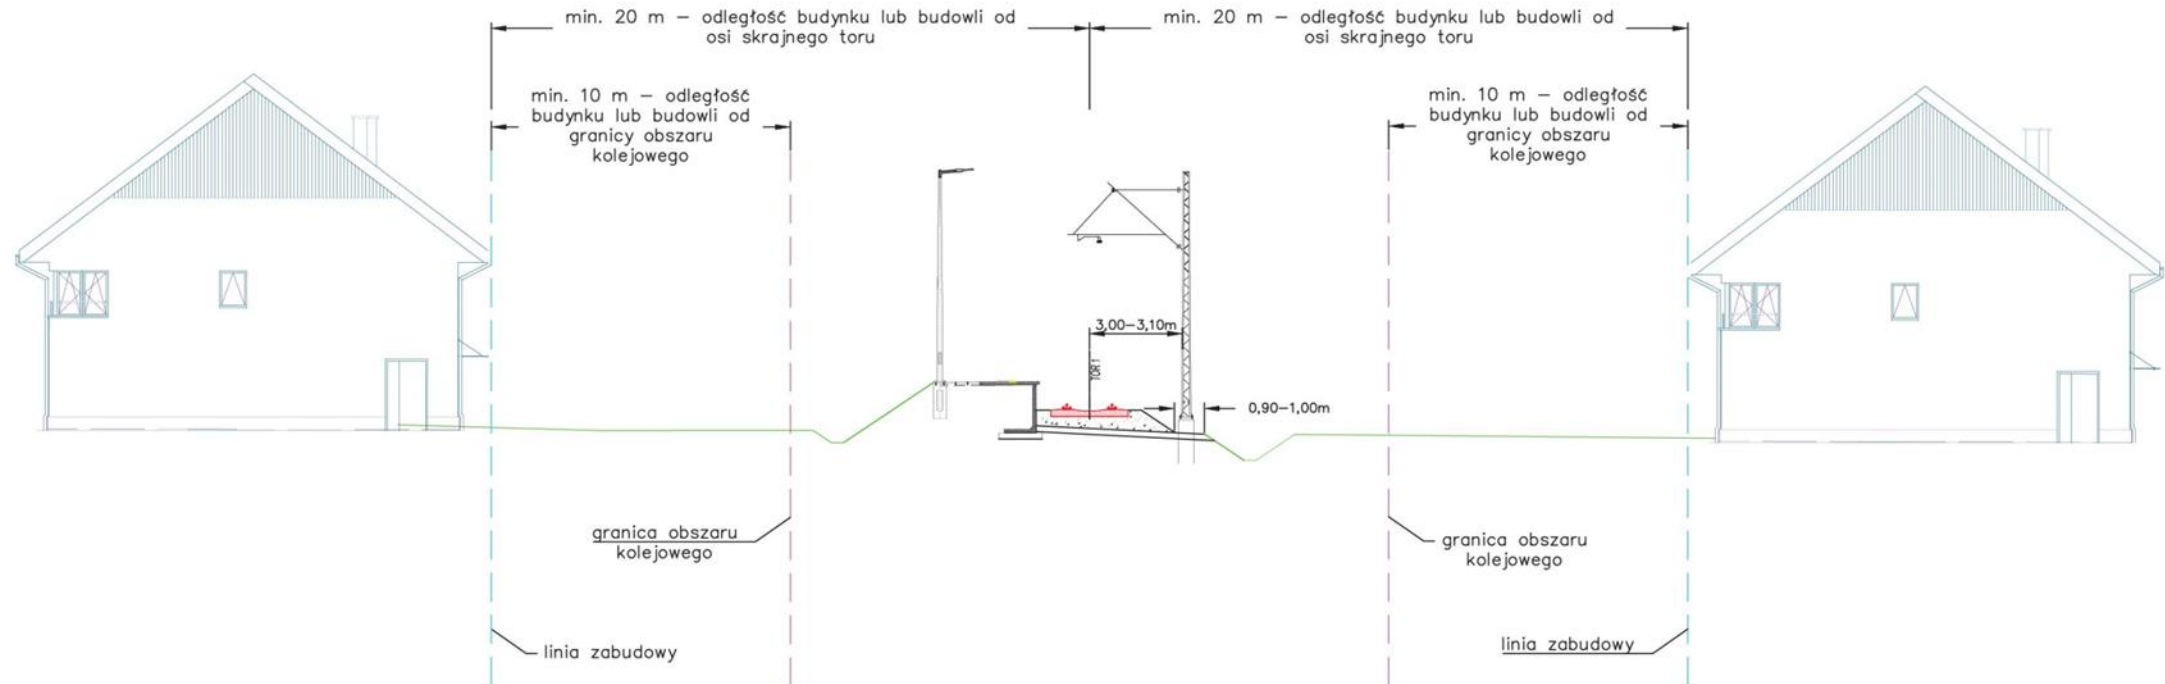 min. 20 m – odległość budynku lub budowli od
osi skrajnego toru
min. 20 m – odległość budynku lub budowli od
osi skrajnego toru
min. 10 m – odległość
budynku lub budowli od
granicy obszaru
kolejowego
min. 10 m – odległość
budynku lub budowli od
granicy obszaru
kolejowego
3,00–3,10m
TOR 1
0,90–1,00m
granica obszaru
kolejowego
granica obszaru
kolejowego
linia zabudowy
linia zabudowy